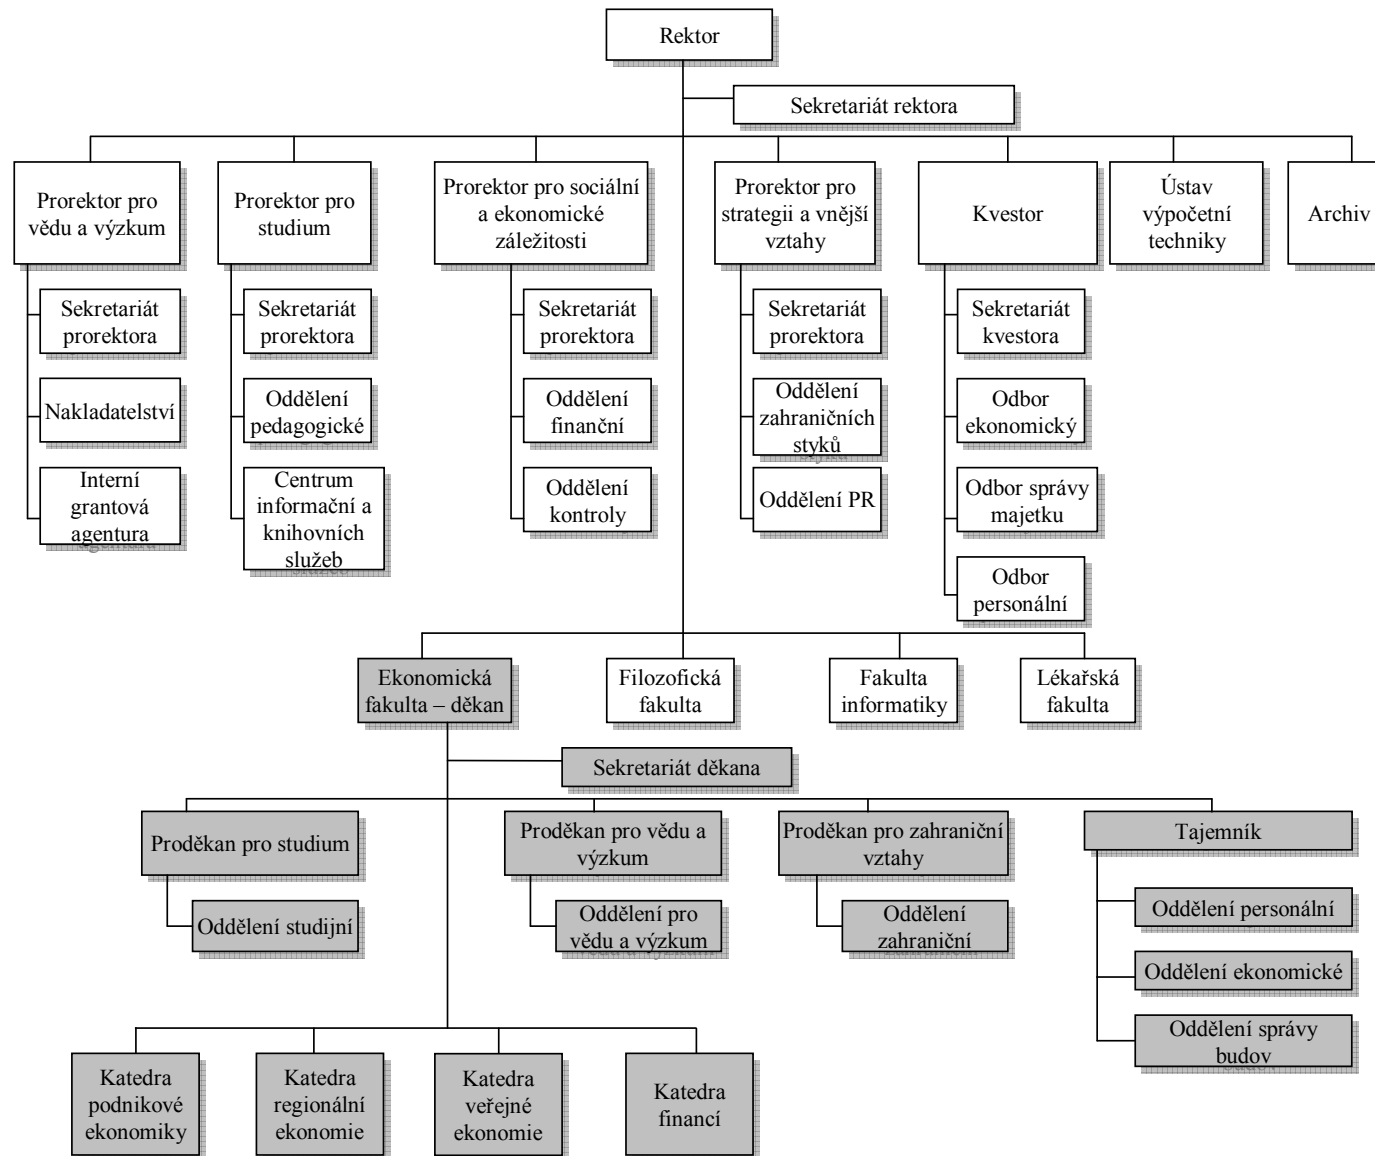 Rektor
Sekretariát rektora
Prorektor pro
vědu a výzkum
Prorektor pro
studium
Prorektor pro sociální
a ekonomické
záležitosti
Prorektor pro
strategii a vnější
vztahy
Kvestor
Ústav
výpočetní
techniky
Archiv
Sekretariát
prorektora
Sekretariát
prorektora
Sekretariát
prorektora
Sekretariát
prorektora
Sekretariát
kvestora
Nakladatelství
Oddělení
pedagogické
Oddělení
finanční
Oddělení
zahraničních
styků
Odbor
ekonomický
Interní
grantová
agentura
Centrum
informační a
knihovních
služeb
Oddělení
kontroly
Oddělení PR
Odbor správy
majetku
Odbor
personální
Ekonomická
fakulta – děkan
Filozofická
fakulta
Fakulta
informatiky
Lékařská
fakulta
Sekretariát děkana
Proděkan pro studium
Proděkan pro vědu a
výzkum
Proděkan pro zahraniční
vztahy
Tajemník
Oddělení studijní
Oddělení pro
vědu a výzkum
Oddělení
zahraniční
Oddělení personální
Oddělení ekonomické
Oddělení správy
budov
Katedra
podnikové
ekonomiky
Katedra
regionální
ekonomie
Katedra
veřejné
ekonomie
Katedra
financí